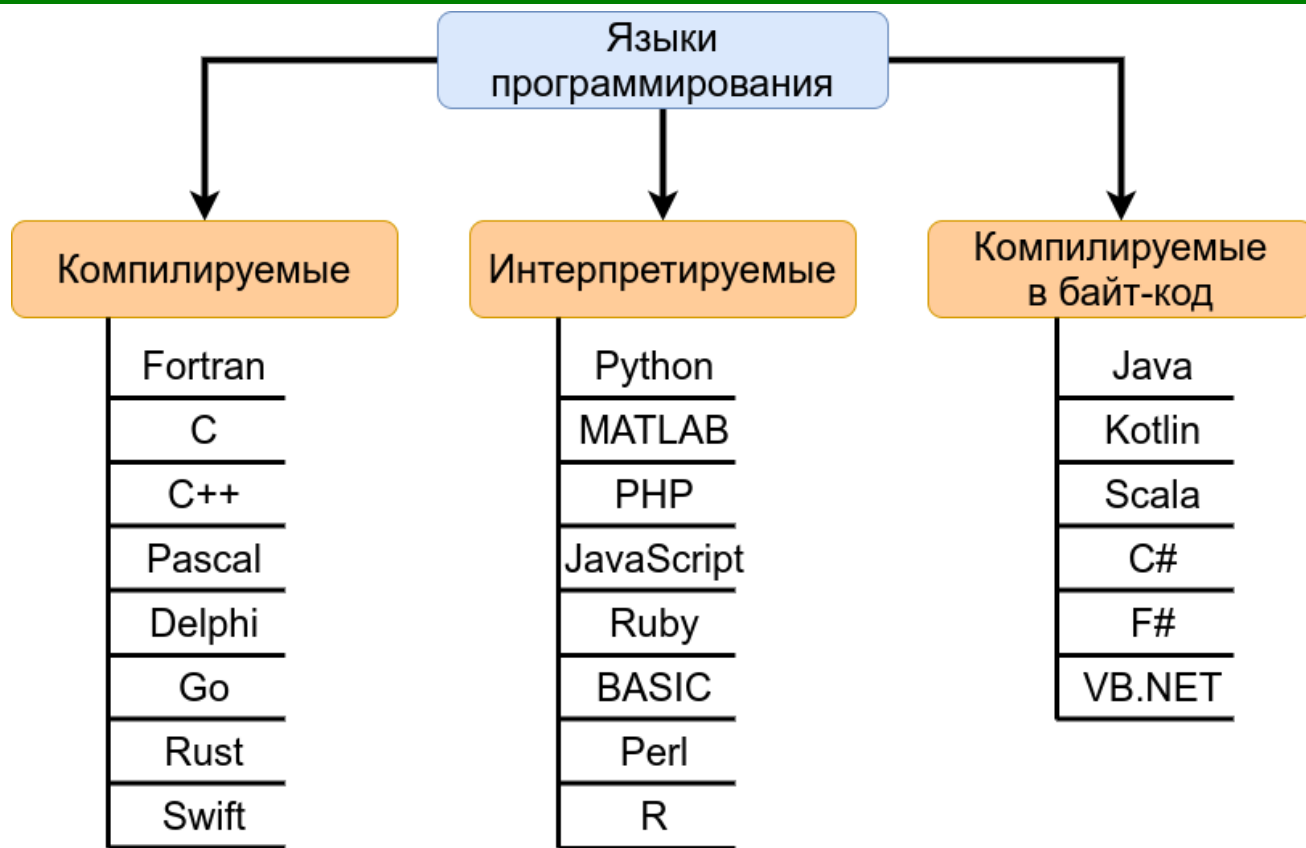 Языки
программирования
Компилируемые
Интерпретируемые
Компилируемые
в байт-код
Fortran
C
C++
Pascal
Delphi
Go
Rust
Swift
Python
MATLAB
PHP
JavaScript
Ruby
BASIC
Perl
R
Java
Kotlin
Scala
C#
F#
VB.NET